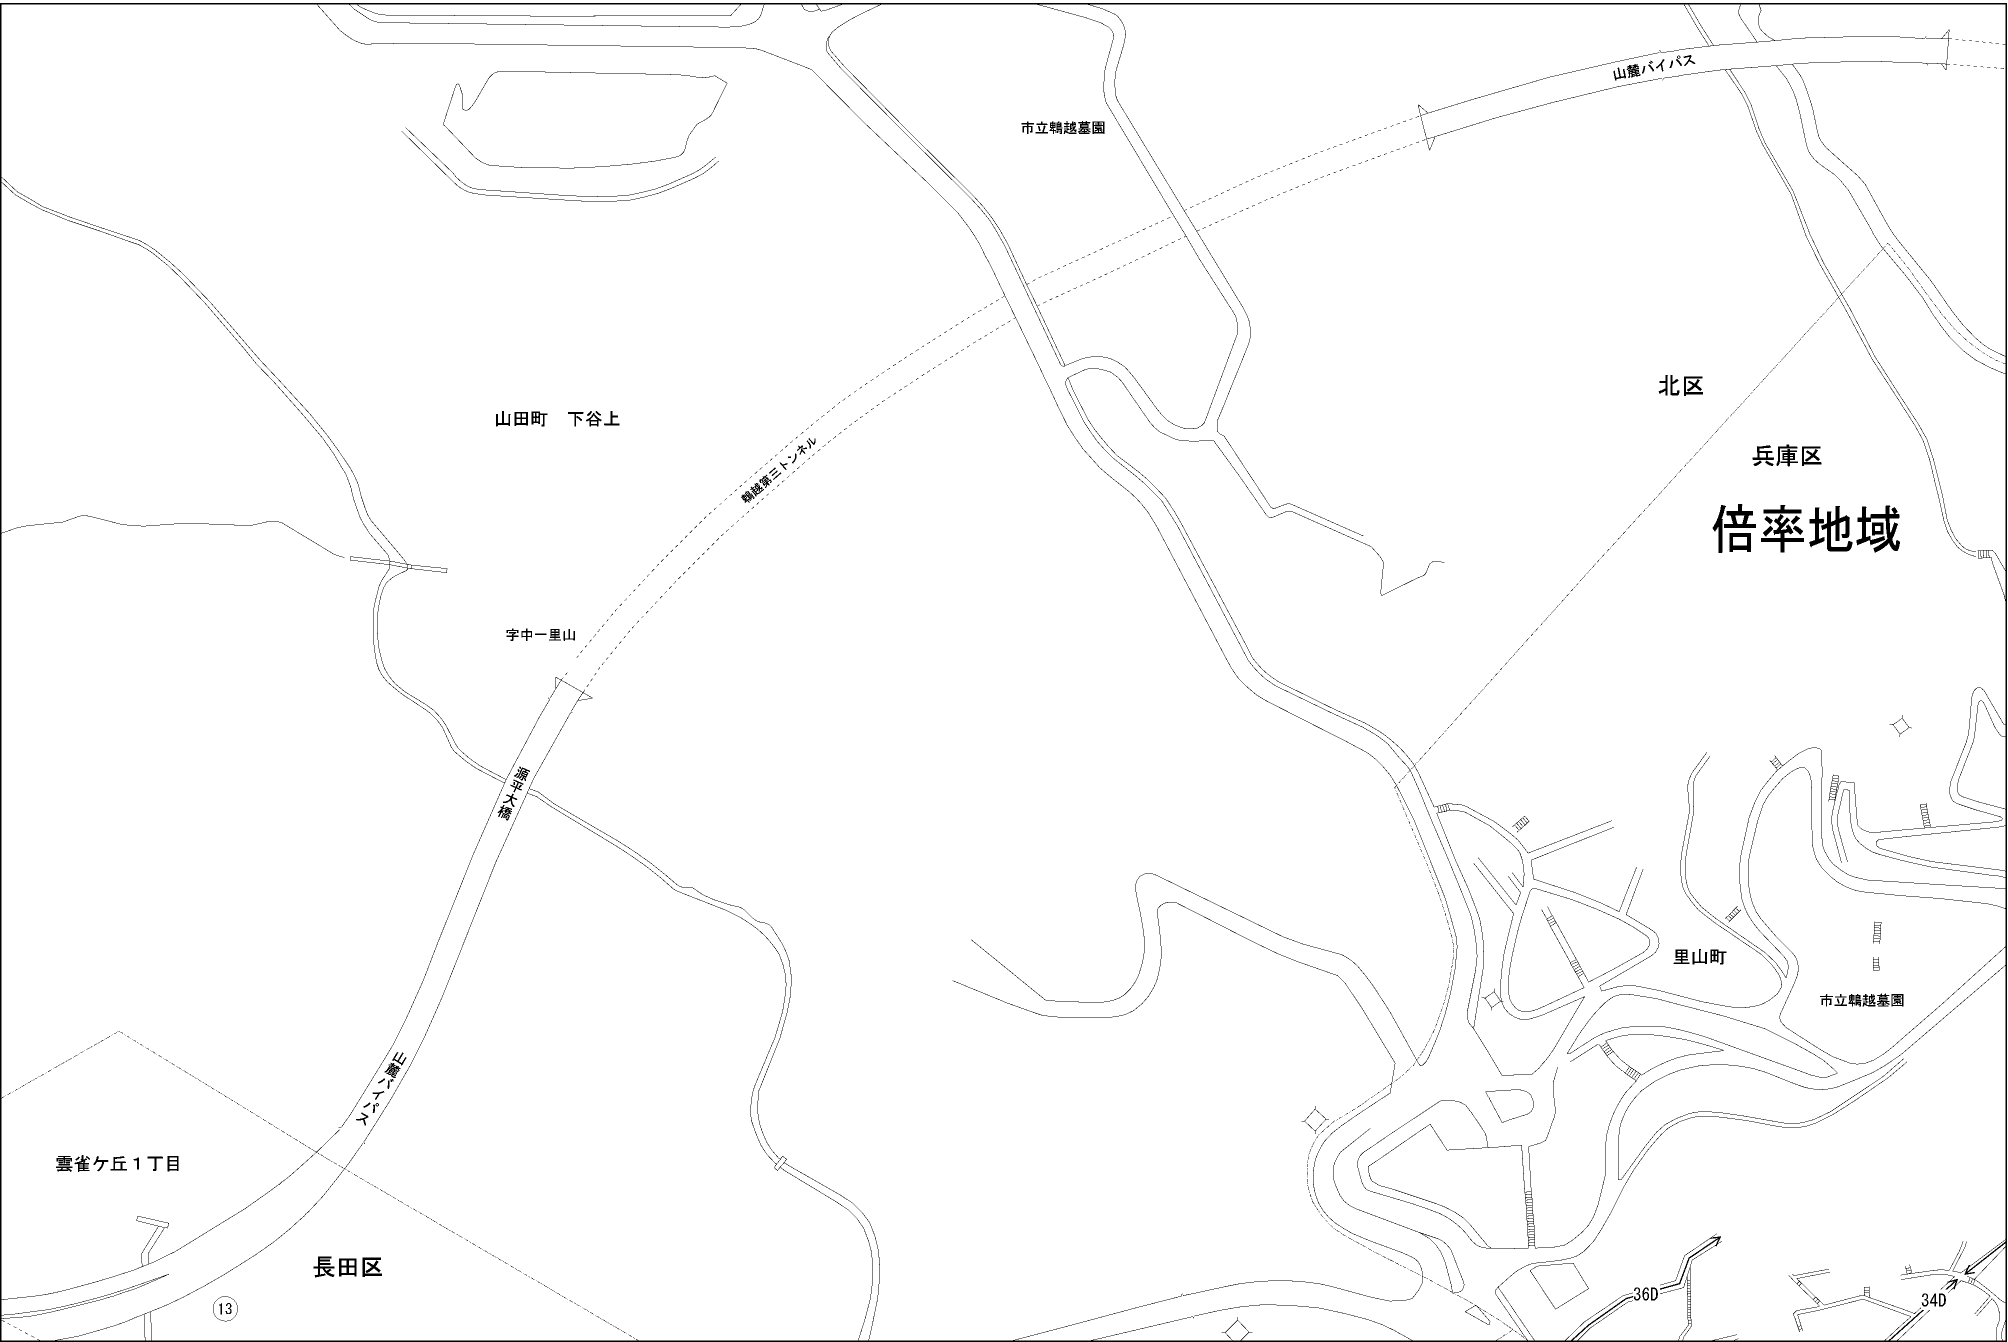 山麓バイパス
市立鵯越墓園
北区
山田町　下谷上
兵庫区
鵯越第三トンネル
倍率地域
字中一里山
源平大橋
里山町
市立鵯越墓園
山麓バイパス
雲雀ケ丘１丁目
長田区
13
36D
34D